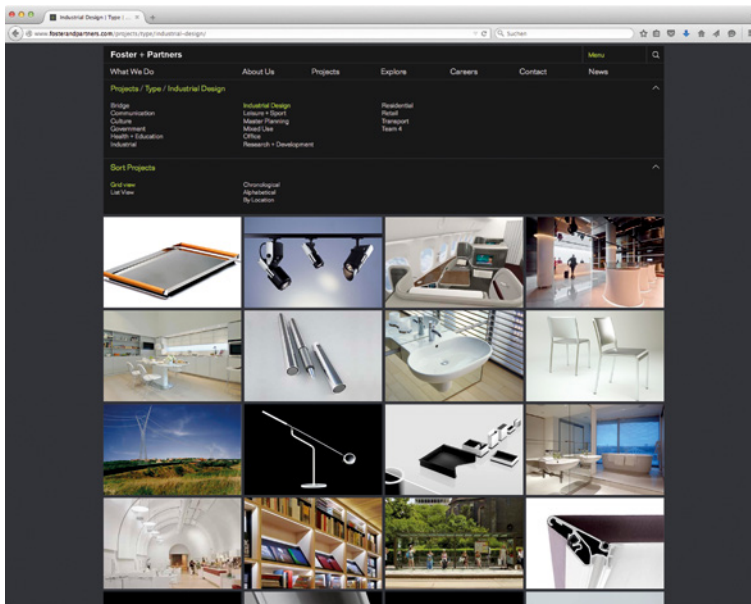 Industrial Design | Type | ...
www.fosterandpartners.com/projects/type/industrial-design/
Suchen
Foster + Partners
Menu
What We Do About Us Projects Explore Careers Contact News
Projects / Type / Industrial Design
Bridge Industrial Design Residential
Communication Leisure + Sport Retail
Culture Master Planning Transport
Government Mixed Use Team 4
Health + Education Office
Industrial Research + Development
Sort Projects
Grid view Chronological
List View Alphabetical
By Location